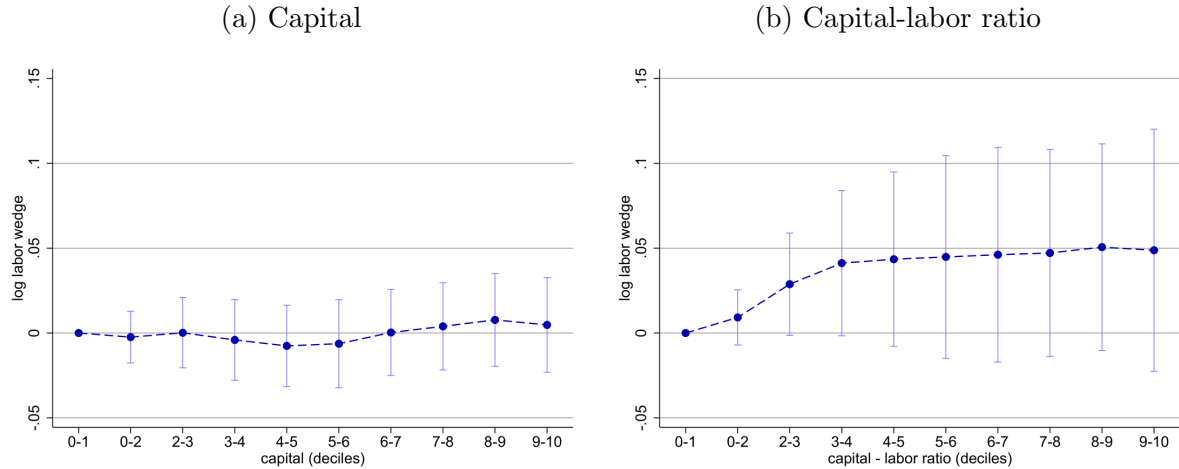 (a) Capital
.15
.1
.05
0
-.05
log labor wedge
0-1 0-2 2-3 3-4 4-5 5-6 6-7 7-8 8-9 9-10
capital (deciles)
(b) Capital-labor ratio
.15
.1
.05
0
-.05
log labor wedge
0-1 0-2 2-3 3-4 4-5 5-6 6-7 7-8 8-9 9-10
capital - labor ratio (deciles)